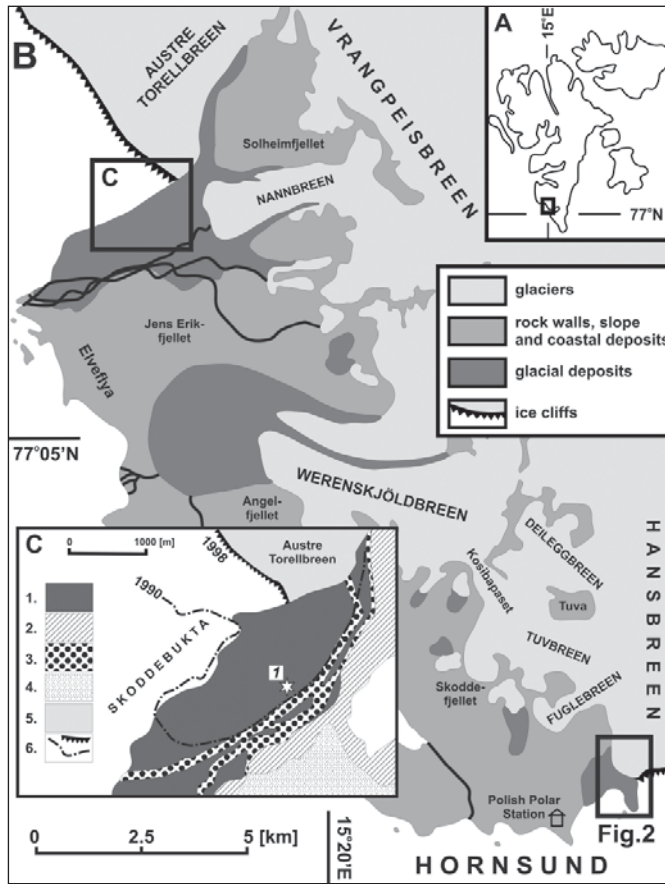 B
AUSTRE
TORELLBREEN
VRANGPEISBREEN
A
15°E
77°N
Solheimfjellet
C
NANNBREEN
glaciers
rock walls, slope
and coastal deposits
glacial deposits
ice cliffs
Jens Erik-
fjellet
Elveflya
77°05'N
WERENSKJÖLDBREEN
Angel-
fjellet
HANSBREEN
DEILEGGBREEN
Kosibapaset
Tuva
TUVBREEN
Skodde-
fjellet
FUGLEBREEN
C
0 1000 [m]
1998
Austre
Torellbreen
1990
SKODDEBUKTA
1
1.
2.
3.
4.
5.
6.
Polish Polar
Station
Fig.2
0 2.5 5 [km]
15°20'E
HORNSUND